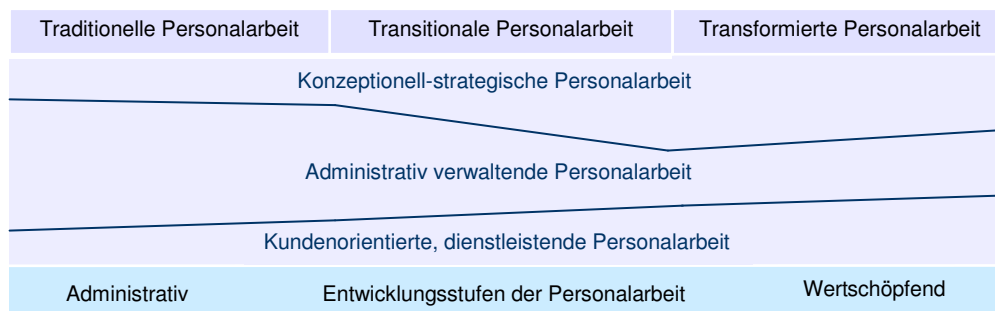 Traditionelle Personalarbeit
Transitionale Personalarbeit
Transformierte Personalarbeit
Konzeptionell-strategische Personalarbeit
Administrativ verwaltende Personalarbeit
Kundenorientierte, dienstleistende Personalarbeit
Administrativ
Entwicklungsstufen der Personalarbeit
Wertschöpfend